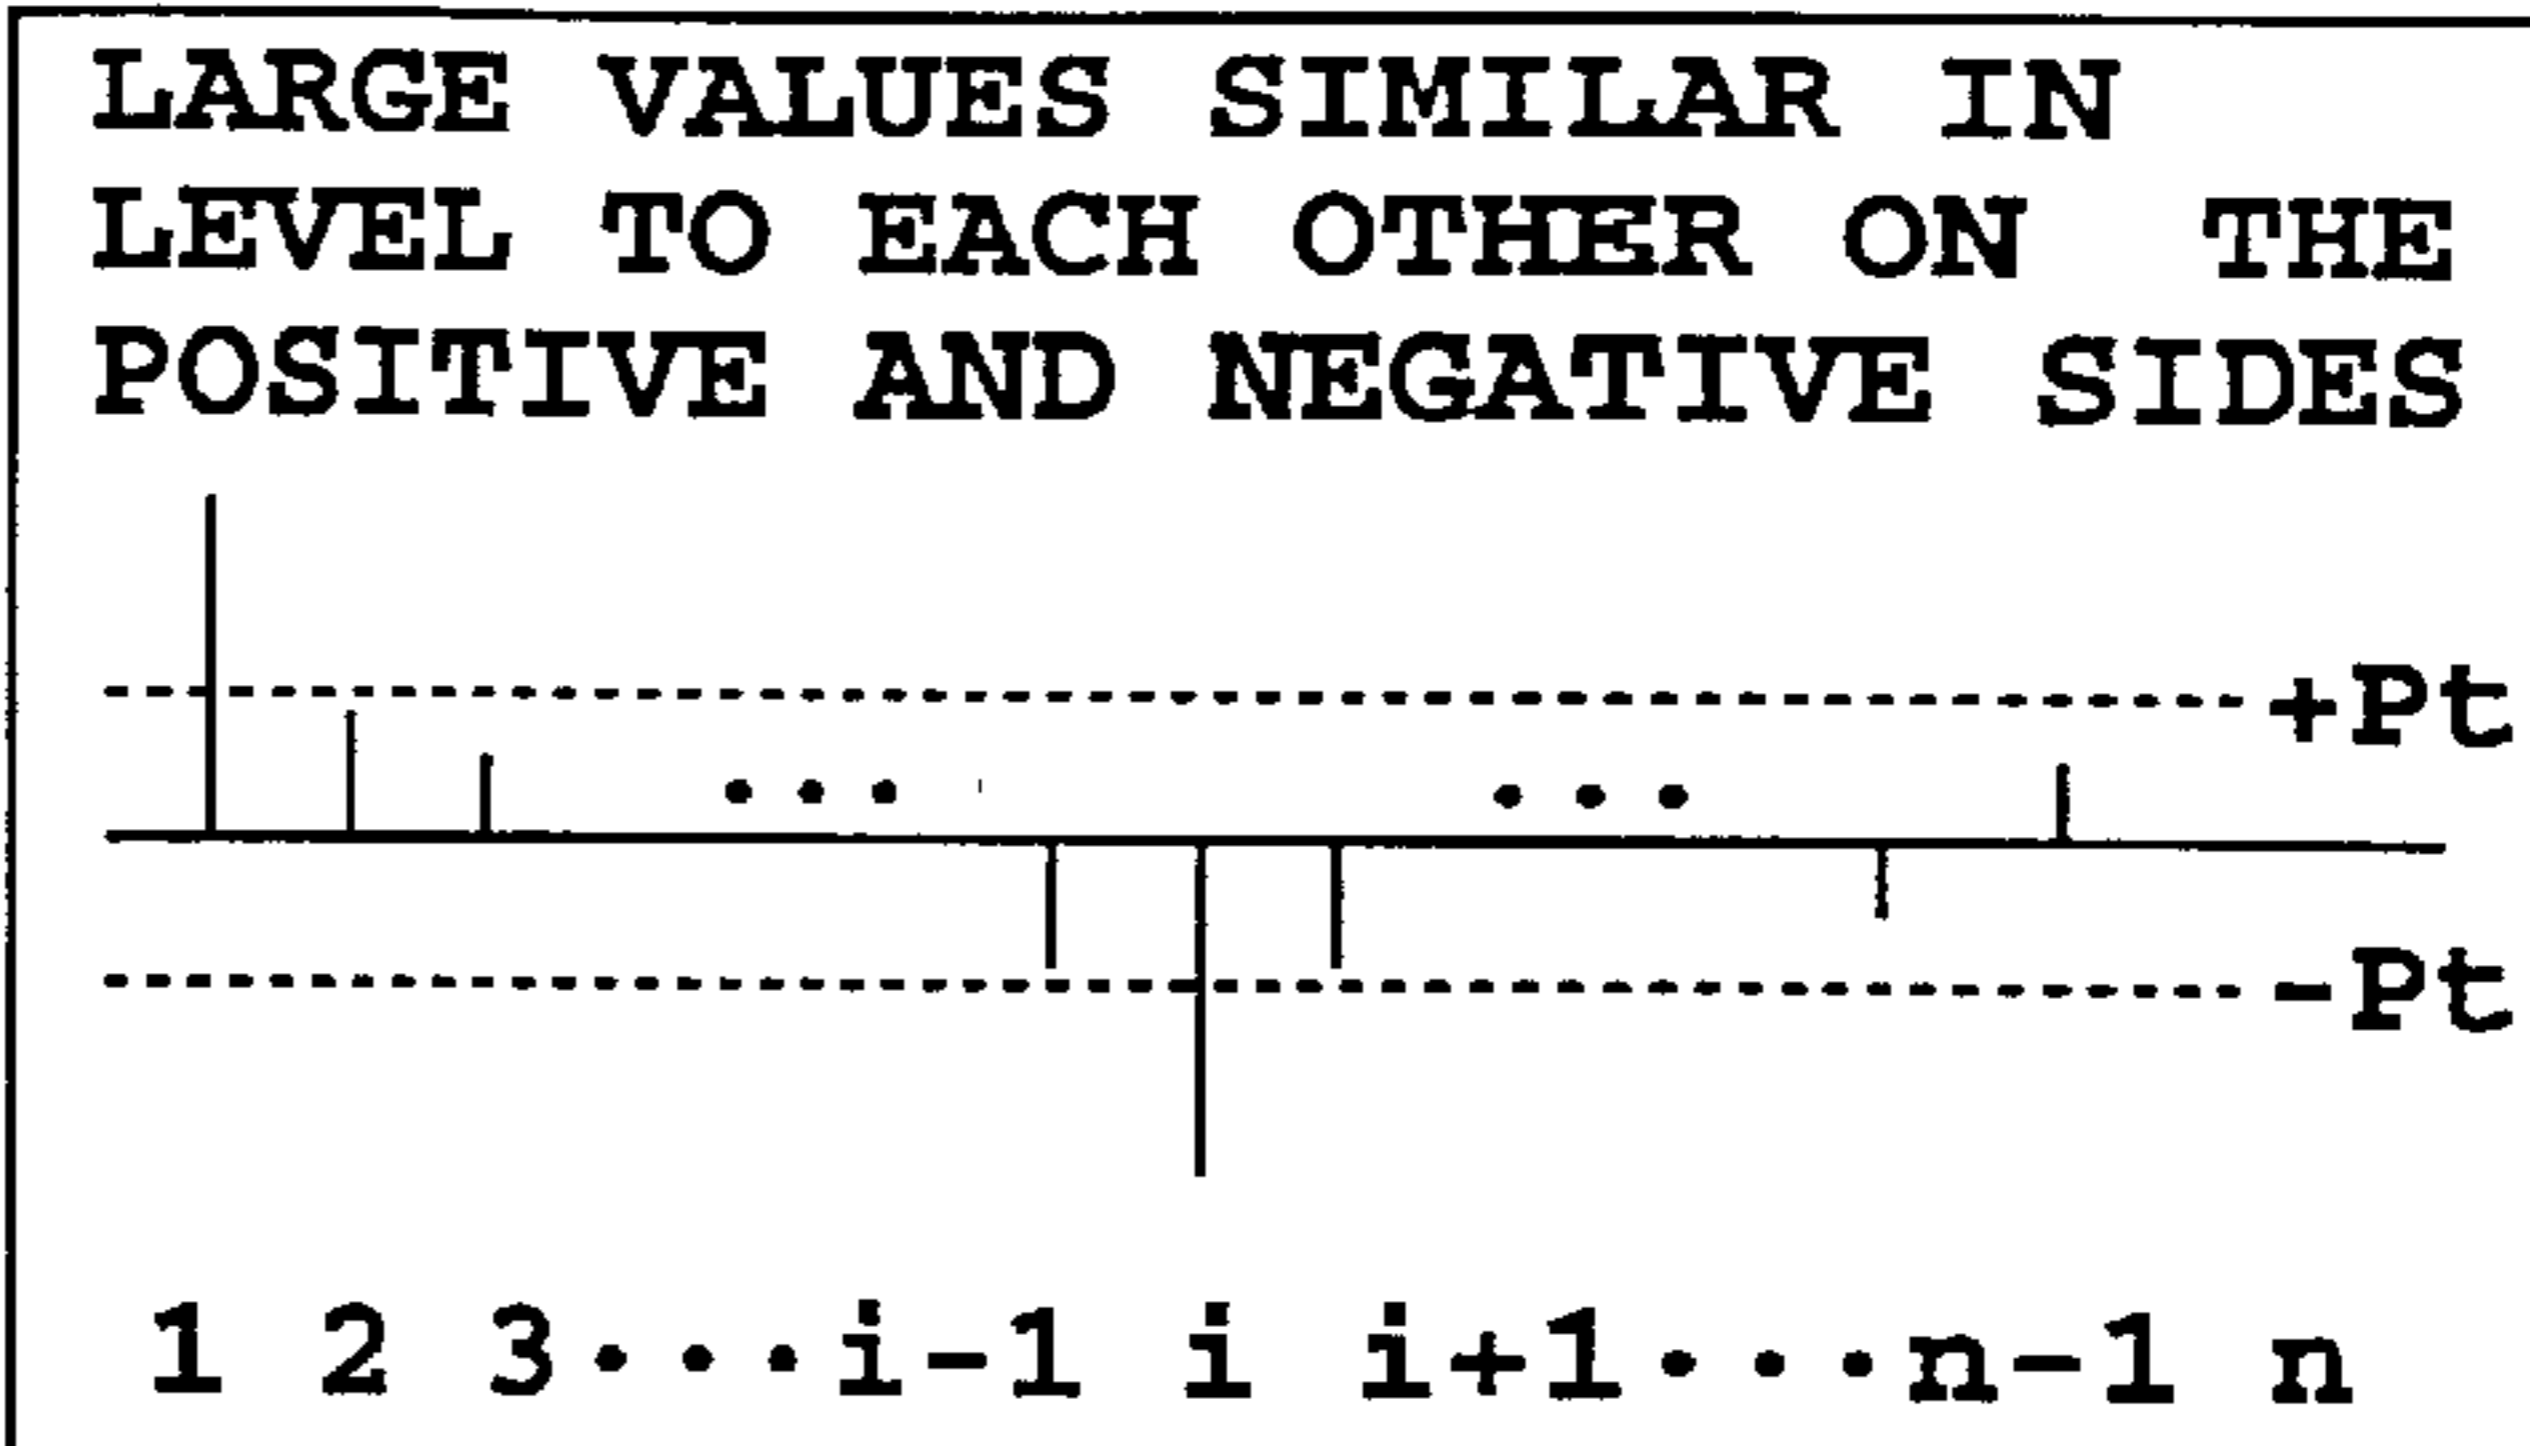 LARGE VALUES SIMILAR IN
LEVEL TO EACH OTHER ON THE
POSITIVE AND NEGATIVE SIDES
+Pt
-Pt
1 2 3···i-1 i i+1···n-1 n